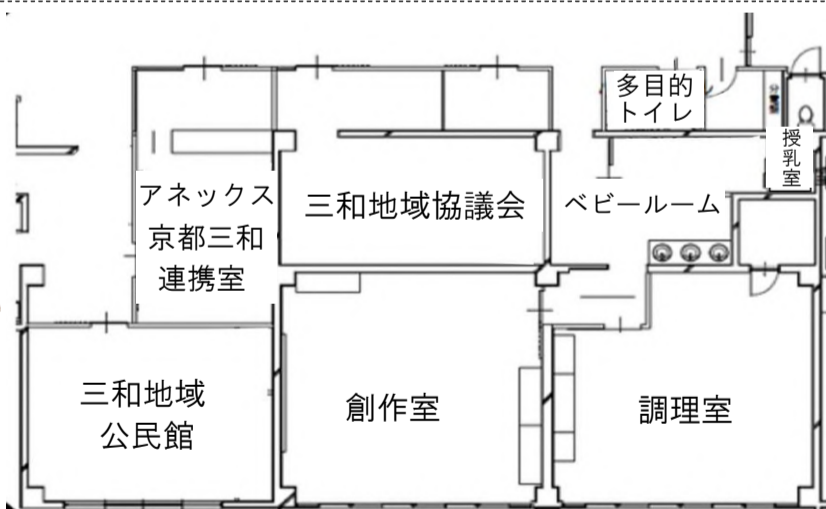 多目的
トイレ
授乳室
アネックス
京都三和
連携室
三和地域協議会
ベビールーム
三和地域
公民館
創作室
調理室